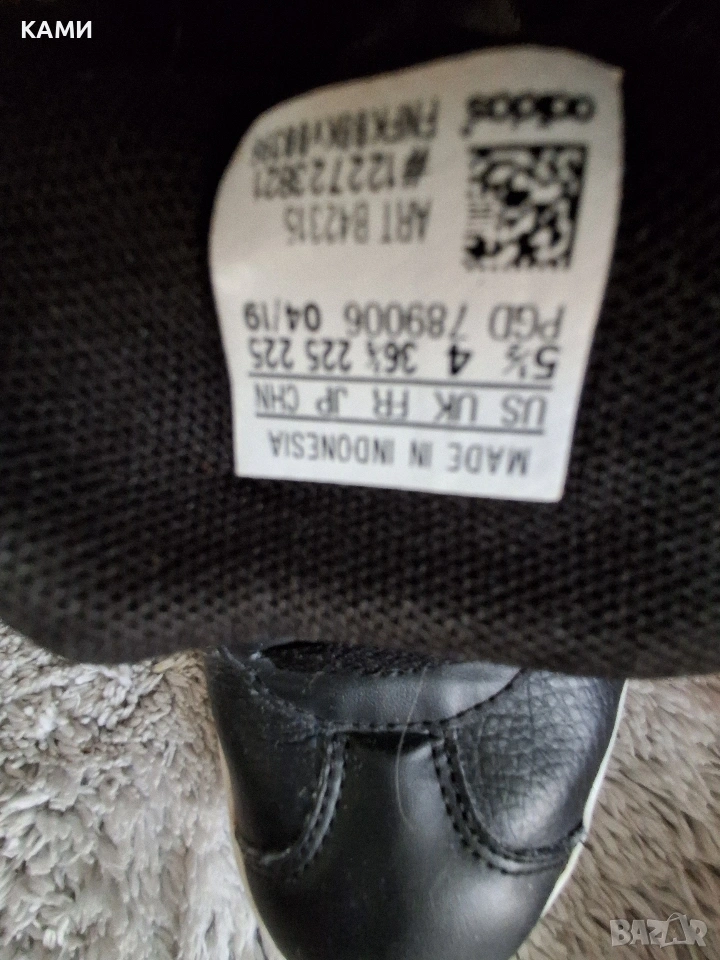 КАМИ
MADE IN INDONESIA
US UK FR JP CHN
5½ 4 36⅔ 225 225
PGD 789006 04/19
ART B42315
#122723821
adidas
BAZAR